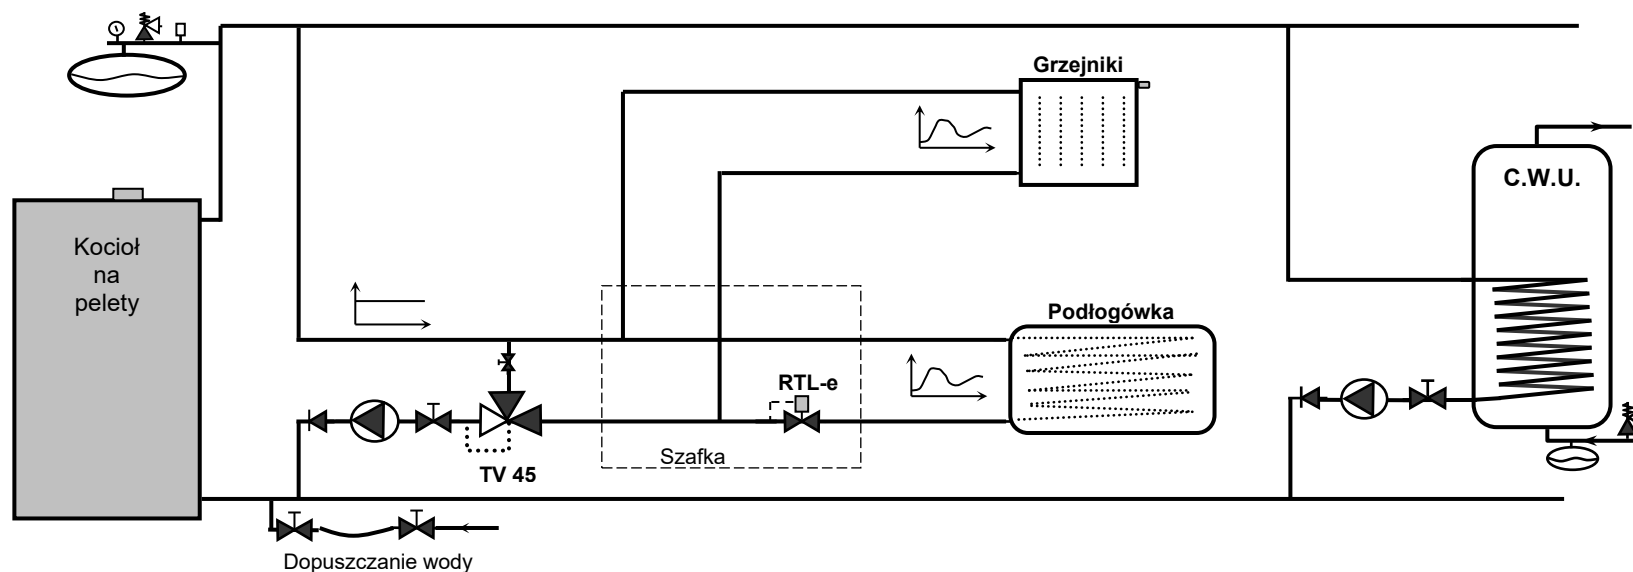 Grzejniki
C.W.U.
Kocioł
na
pelety
Podłogówka
RTL-e
Szafka
TV 45
Dopuszczanie wody